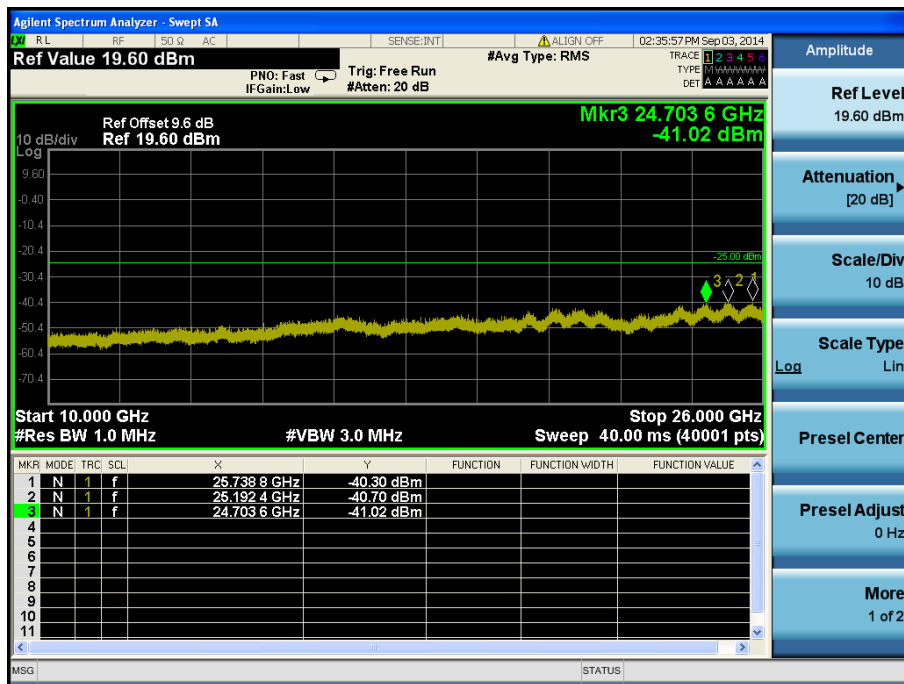 Agilent Spectrum Analyzer - Swept SA
LXI RL RF 50 Ω AC SENSE:INT ALIGN OFF 02:35:57 PM Sep 03, 2014
Ref Value 19.60 dBm
#Avg Type: RMS
TRACE 1 2 3 4 5 6
PNO: Fast
Trig: Free Run
TYPE M WWWWW
IFGain:Low
#Atten: 20 dB
DET A A A A A A
Mkr3 24.703 6 GHz
-41.02 dBm
Ref Offset 9.6 dB
10 dB/div Ref 19.60 dBm
Log
9.60
-0.40
-10.4
-20.4
-25.00 dBm
-30.4
3 2 1
-40.4
-50.4
-60.4
-70.4
Start 10.000 GHz Stop 26.000 GHz
#Res BW 1.0 MHz #VBW 3.0 MHz Sweep 40.00 ms (40001 pts)
MKR MODE TRC SCL X Y FUNCTION FUNCTION WIDTH FUNCTION VALUE
1 N 1 f 25.738 8 GHz -40.30 dBm
2 N 1 f 25.192 4 GHz -40.70 dBm
3 N 1 f 24.703 6 GHz -41.02 dBm
4
5
6
7
8
9
10
11
MSG STATUS
Amplitude
Ref Level
19.60 dBm
Attenuation
[20 dB]
Scale/Div
10 dB
Scale Type
Log Lin
Presel Center
Presel Adjust
0 Hz
More
1 of 2